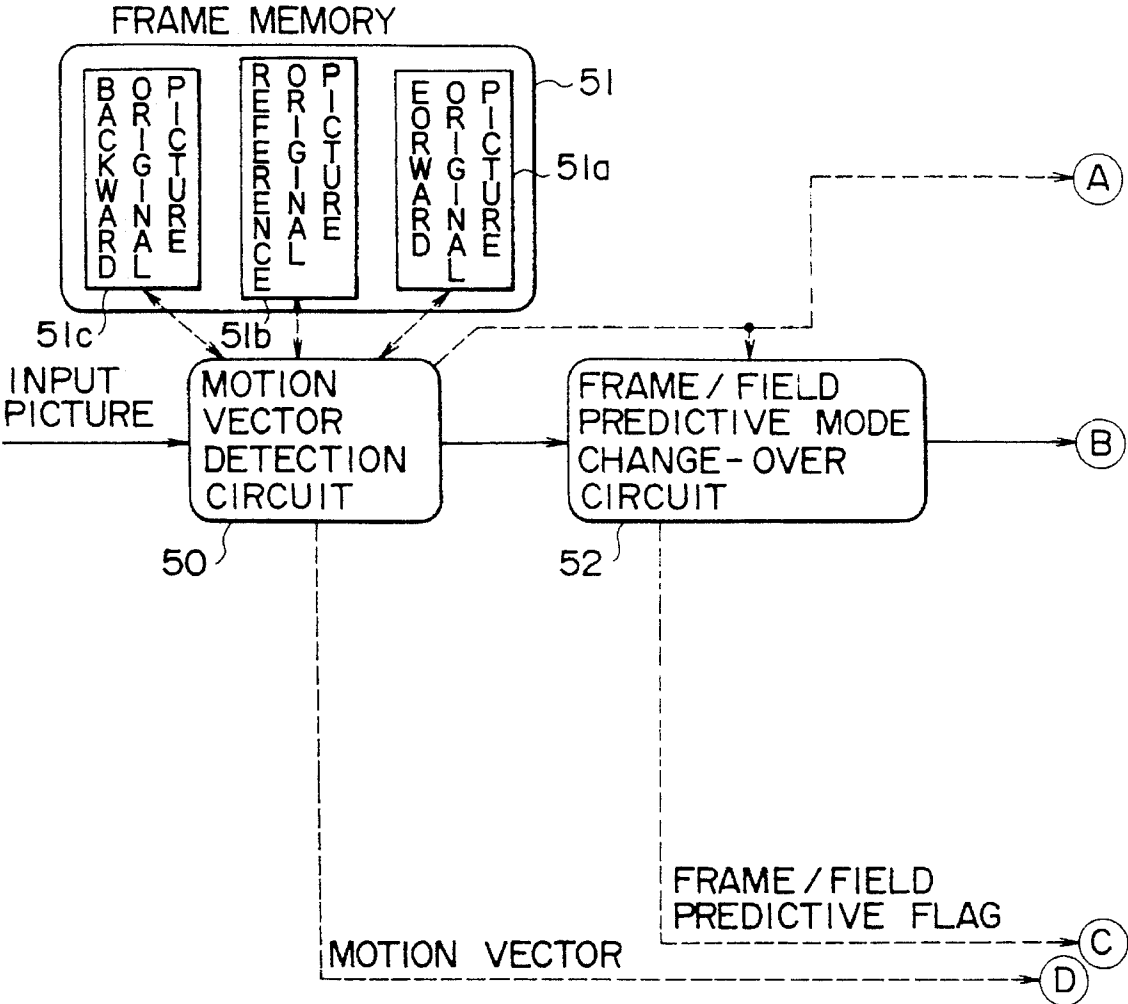 FRAME MEMORY
BACKWARD
ORIGINAL
PICTURE
REFERENCE
ORIGINAL
PICTURE
EORWARD
ORIGINAL
PICTURE
51
51a
51b
51c
A
INPUT
PICTURE
MOTION
VECTOR
DETECTION
CIRCUIT
50
FRAME/FIELD
PREDICTIVE MODE
CHANGE-OVER
CIRCUIT
52
B
FRAME/FIELD
PREDICTIVE FLAG
C
MOTION VECTOR
D